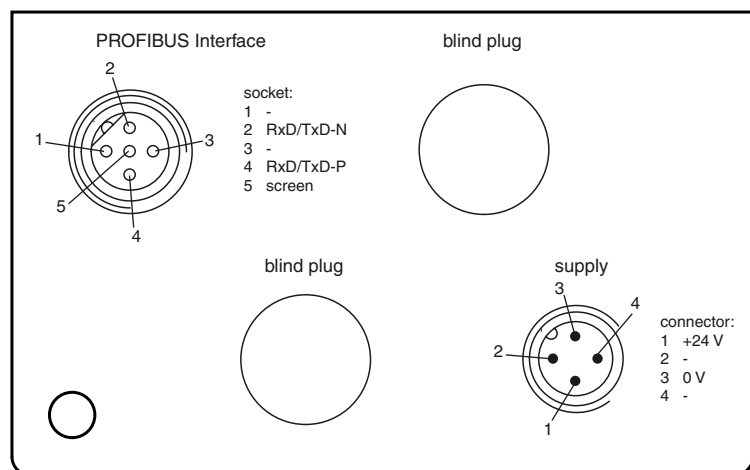 PROFIBUS Interface
blind plug
2
1
3
5
4
socket:
1 -
2 RxD/TxD-N
3 -
4 RxD/TxD-P
5 screen
blind plug
supply
3
4
2
1
connector:
1 +24 V
2 -
3 0 V
4 -